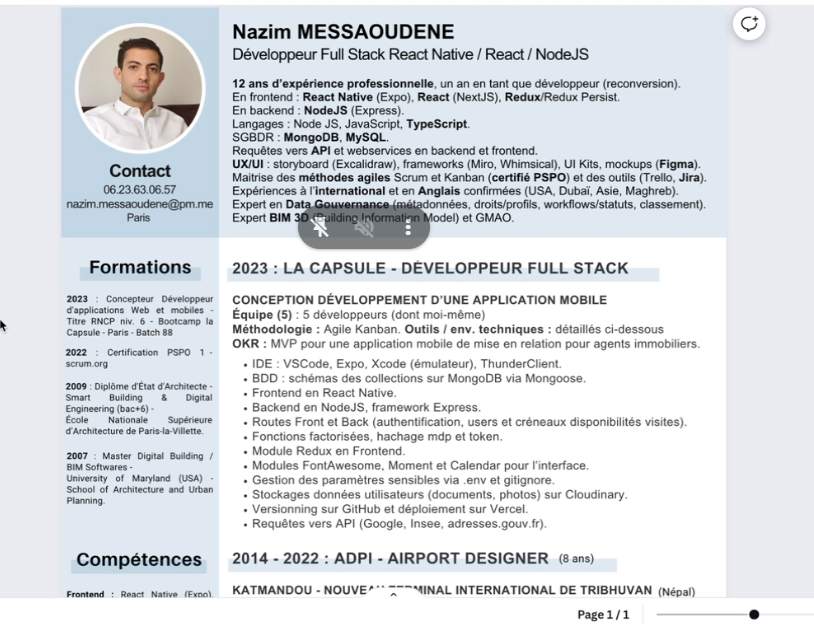 Nazim MESSAOUDENE
Développeur Full Stack React Native / React / NodeJS
12 ans d'expérience professionnelle, un an en tant que développeur (reconversion).
En frontend : React Native (Expo), React (NextJS), Redux/Redux Persist.
En backend : NodeJS (Express).
Langages : Node JS, JavaScript, TypeScript.
SGBDR : MongoDB, MySQL.
Requêtes vers API et webservices en backend et frontend.
UX/UI : storyboard (Excalidraw), frameworks (Miro, Whimsical), UI Kits, mockups (Figma).
Maitrise des méthodes agiles Scrum et Kanban (certifié PSPO) et des outils (Trello, Jira).
Expériences à l'international et en Anglais confirmées (USA, Dubaï, Asie, Maghreb).
Expert en Data Gouvernance (métadonnées, droits/profils, workflows/statuts, classement).
Expert BIM 3D (Building Information Model) et GMAO.
Contact
06.23.63.06.57
nazim.messaoudene@pm.me
Paris
Formations
2023 : Concepteur Développeur
d'applications Web et mobiles -
Titre RNCP niv. 6 - Bootcamp la
Capsule - Paris - Batch 88
2022 : Certification PSPO 1 -
scrum.org
2009 : Diplôme d'État d'Architecte -
Smart Building & Digital
Engineering (bac+6) -
École Nationale Supérieure
d'Architecture de Paris-la-Villette.
2007 : Master Digital Building /
BIM Softwares -
University of Maryland (USA) -
School of Architecture and Urban
Planning.
Compétences
Frontend : React Native (Expo),
2023 : LA CAPSULE - DÉVELOPPEUR FULL STACK
CONCEPTION DÉVELOPPEMENT D'UNE APPLICATION MOBILE
Équipe (5) : 5 développeurs (dont moi-même)
Méthodologie : Agile Kanban. Outils / env. techniques : détaillés ci-dessous
OKR : MVP pour une application mobile de mise en relation pour agents immobiliers.
• IDE : VSCode, Expo, Xcode (émulateur), ThunderClient.
• BDD : schémas des collections sur MongoDB via Mongoose.
• Frontend en React Native.
• Backend en NodeJS, framework Express.
• Routes Front et Back (authentification, users et créneaux disponibilités visites).
• Fonctions factorisées, hachage mdp et token.
• Module Redux en Frontend.
• Modules FontAwesome, Moment et Calendar pour l'interface.
• Gestion des paramètres sensibles via .env et gitignore.
• Stockages données utilisateurs (documents, photos) sur Cloudinary.
• Versionning sur GitHub et déploiement sur Vercel.
• Requêtes vers API (Google, Insee, adresses.gouv.fr).
2014 - 2022 : ADPI - AIRPORT DESIGNER (8 ans)
KATMANDOU - NOUVEAU TERMINAL INTERNATIONAL DE TRIBHUVAN (Népal)
Page 1 / 1